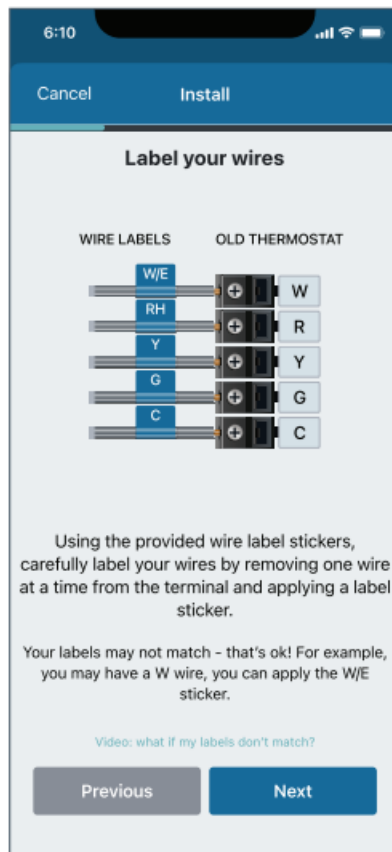 6:10
Cancel Install
Label your wires
WIRE LABELS OLD THERMOSTAT
W/E W
RH R
Y Y
G G
C C
Using the provided wire label stickers,
carefully label your wires by removing one wire
at a time from the terminal and applying a label
sticker.
Your labels may not match - that's ok! For example,
you may have a W wire, you can apply the W/E
sticker.
Video: what if my labels don't match?
Previous Next